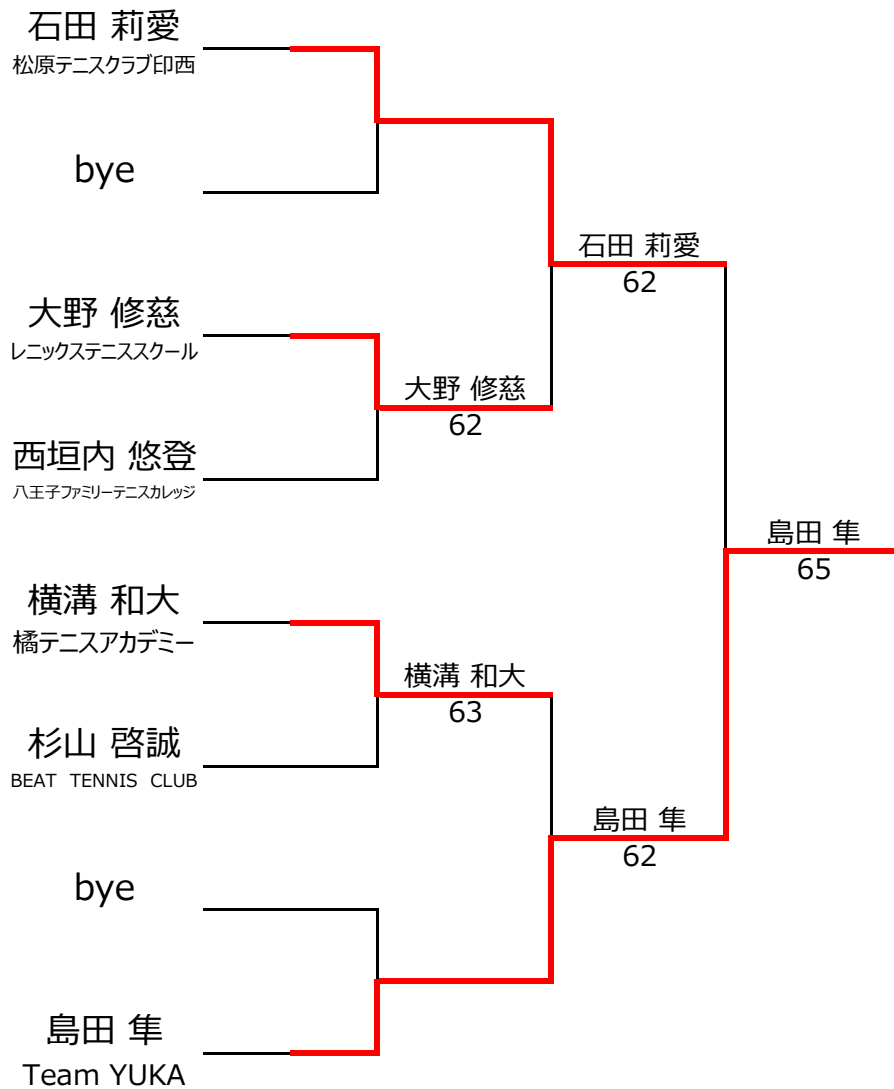 石田 莉愛
松原テニスクラブ印西
bye
石田 莉愛
62
大野 修慈
レニックステニススクール
大野 修慈
62
西垣内 悠登
八王子ファミリーテニスカレッジ
島田 隼
65
横溝 和大
橘テニスアカデミー
横溝 和大
63
杉山 啓誠
BEAT TENNIS CLUB
島田 隼
62
bye
島田 隼
Team YUKA